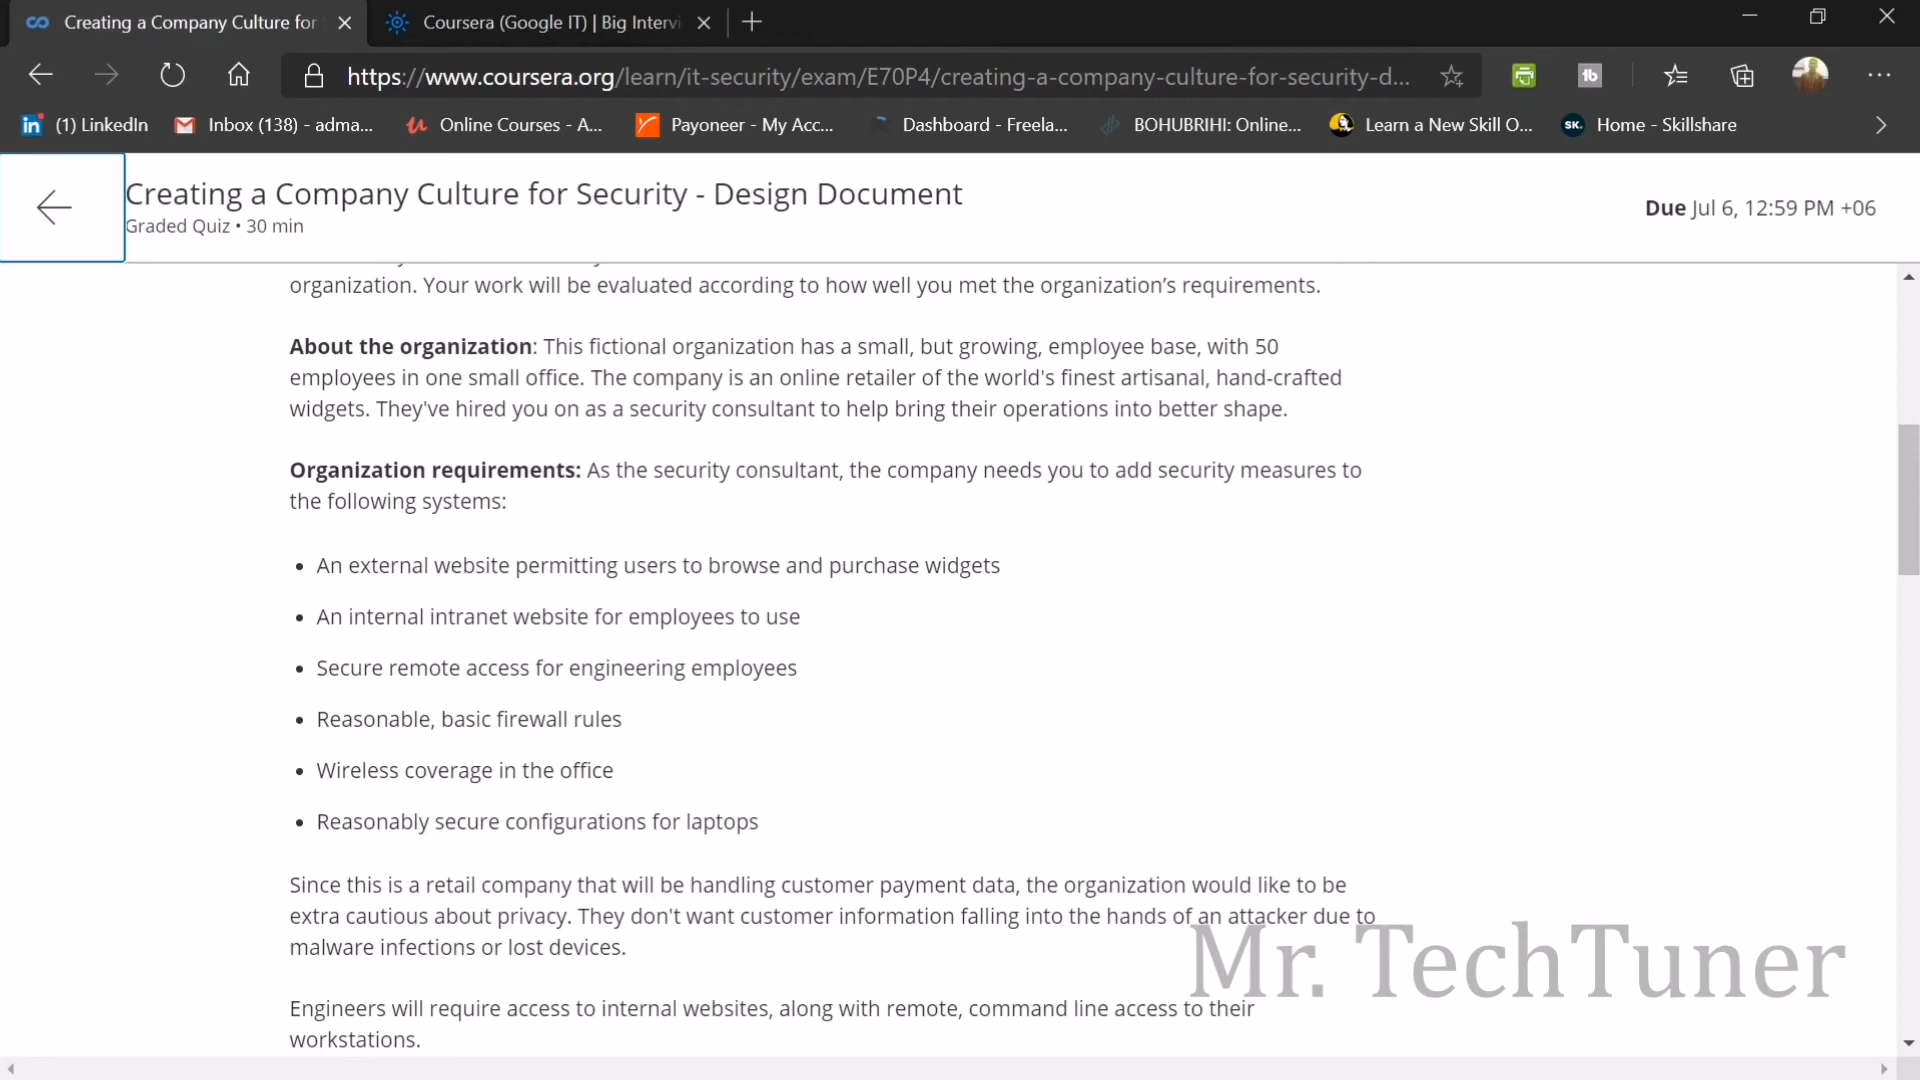 Creating a Company Culture for
Coursera (Google IT) | Big Intervi
https://www.coursera.org/learn/it-security/exam/E70P4/creating-a-company-culture-for-security-d...
(1) LinkedIn
Inbox (138) - adma...
Online Courses - A...
Payoneer - My Acc...
Dashboard - Freela...
BOHUBRIHI: Online...
Learn a New Skill O...
SK.
Home - Skillshare
Creating a Company Culture for Security - Design Document
Graded Quiz • 30 min
Due Jul 6, 12:59 PM +06
organization. Your work will be evaluated according to how well you met the organization's requirements.
About the organization: This fictional organization has a small, but growing, employee base, with 50
employees in one small office. The company is an online retailer of the world's finest artisanal, hand-crafted
widgets. They've hired you on as a security consultant to help bring their operations into better shape.
Organization requirements: As the security consultant, the company needs you to add security measures to
the following systems:
• An external website permitting users to browse and purchase widgets
• An internal intranet website for employees to use
• Secure remote access for engineering employees
• Reasonable, basic firewall rules
• Wireless coverage in the office
• Reasonably secure configurations for laptops
Since this is a retail company that will be handling customer payment data, the organization would like to be
extra cautious about privacy. They don't want customer information falling into the hands of an attacker due to
malware infections or lost devices.
Mr. TechTuner
Engineers will require access to internal websites, along with remote, command line access to their
workstations.